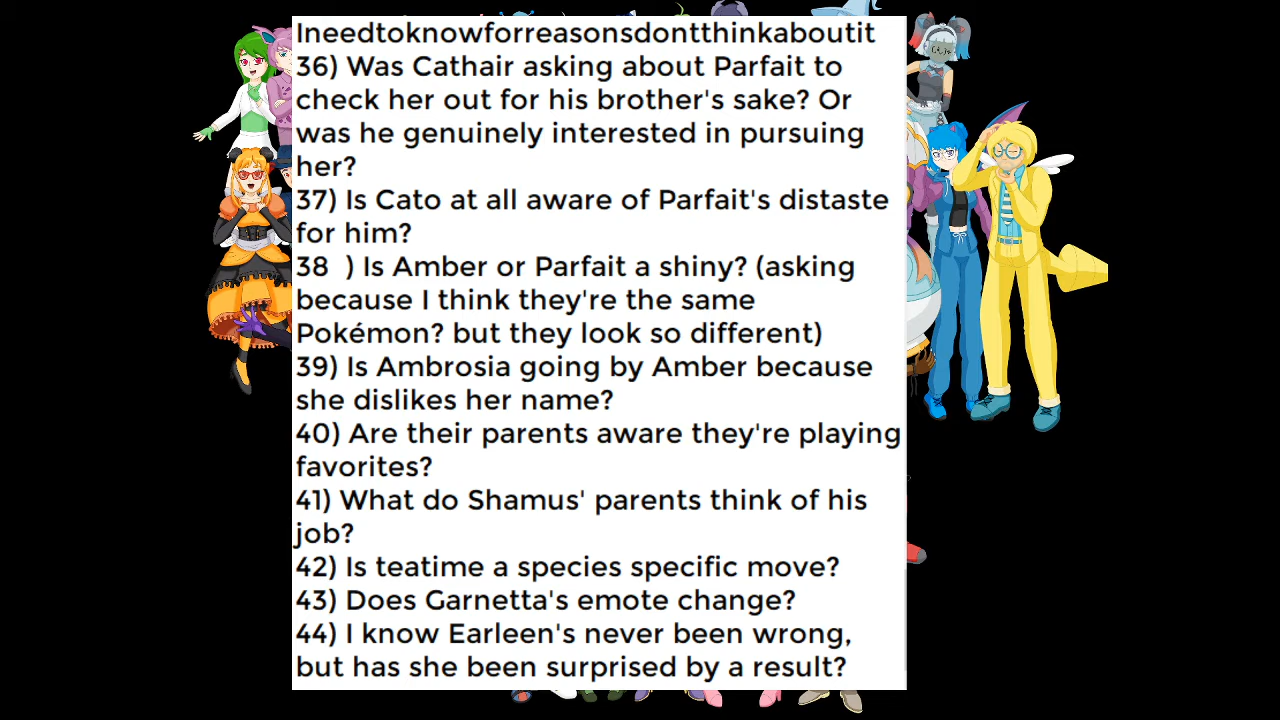 Ineedtoknowforreasonsdontthinkaboutit
36) Was Cathair asking about Parfait to
check her out for his brother's sake? Or
was he genuinely interested in pursuing
her?
37) Is Cato at all aware of Parfait's distaste
for him?
38  ) Is Amber or Parfait a shiny? (asking
because I think they're the same
Pokémon? but they look so different)
39) Is Ambrosia going by Amber because
she dislikes her name?
40) Are their parents aware they're playing
favorites?
41) What do Shamus' parents think of his
job?
42) Is teatime a species specific move?
43) Does Garnetta's emote change?
44) I know Earleen's never been wrong,
but has she been surprised by a result?